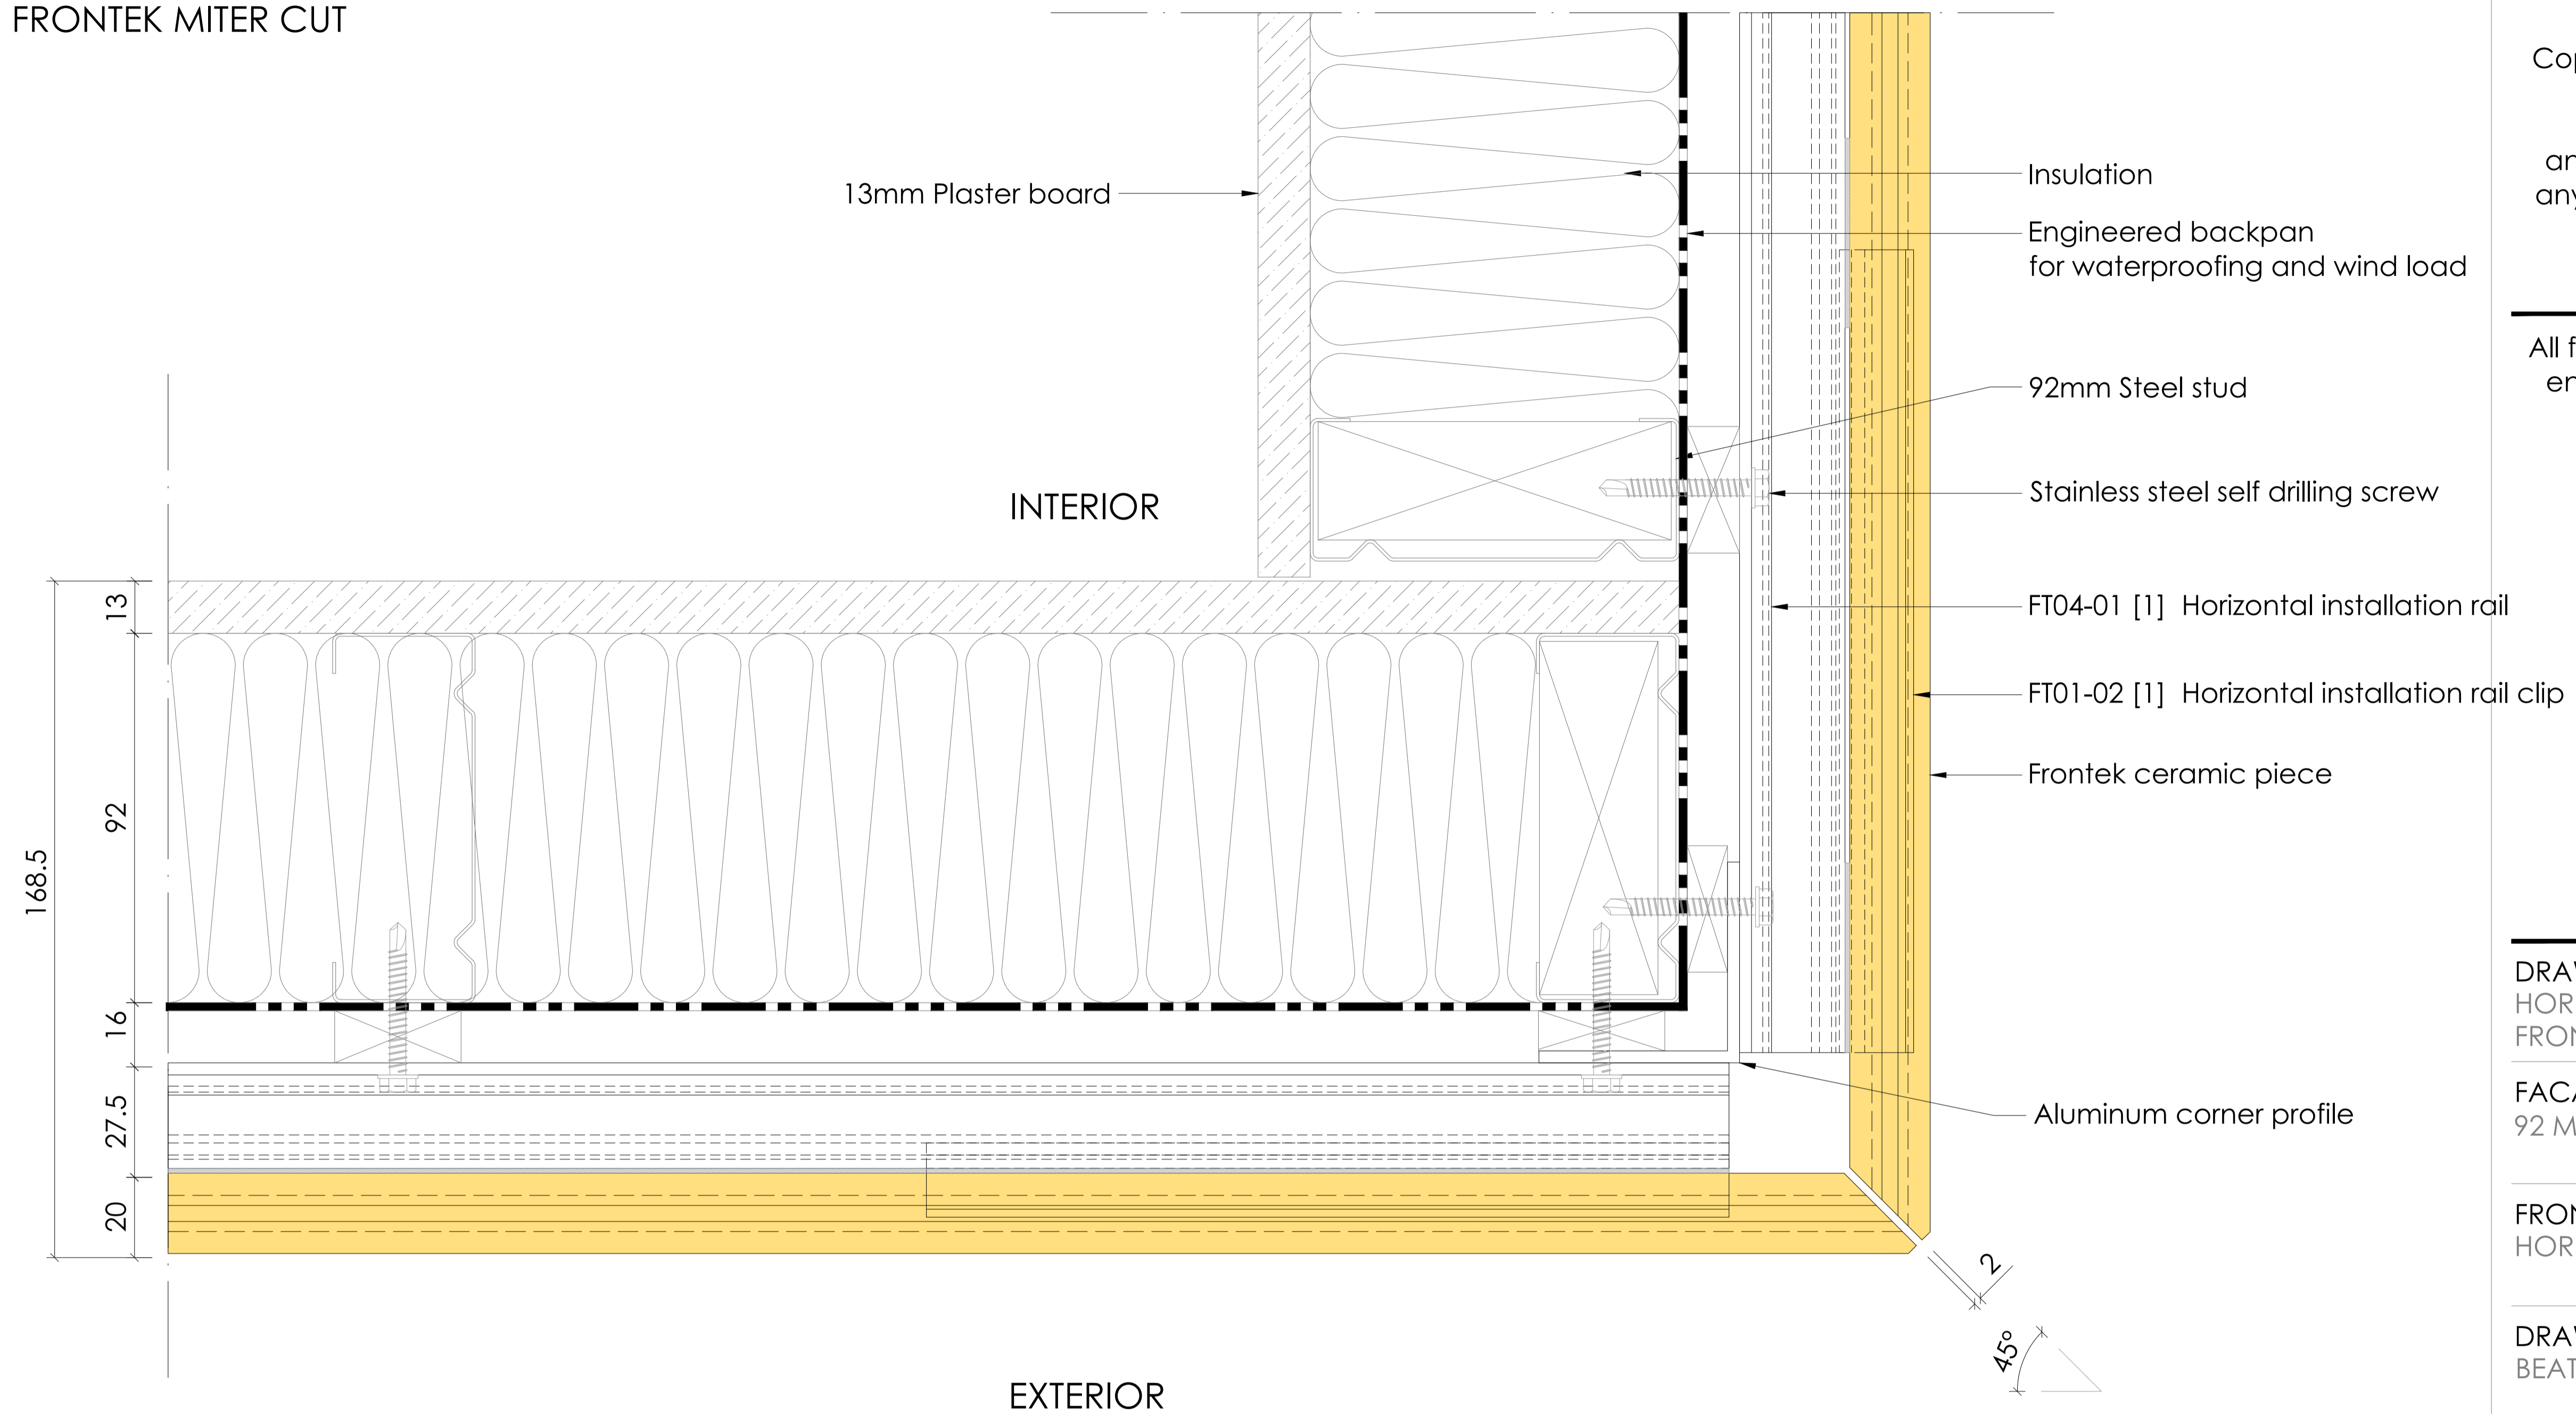 FRONTEK MITER CUT
13mm Plaster board
Insulation
Engineered backpan
for waterproofing and wind load
92mm Steel stud
INTERIOR
Stainless steel self drilling screw
FT04-01 [1] Horizontal installation rail
FT01-02 [1] Horizontal installation rail clip
Frontek ceramic piece
Aluminum corner profile
168.5
13
92
16
27.5
20
2
45°
EXTERIOR
All
92